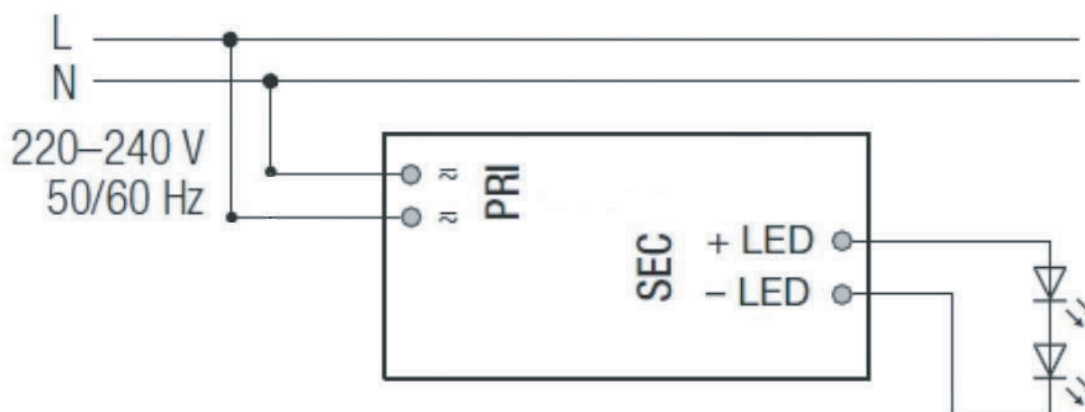 L
N
220–240 V
50/60 Hz
≈
≈
PRI
SEC
+ LED
– LED